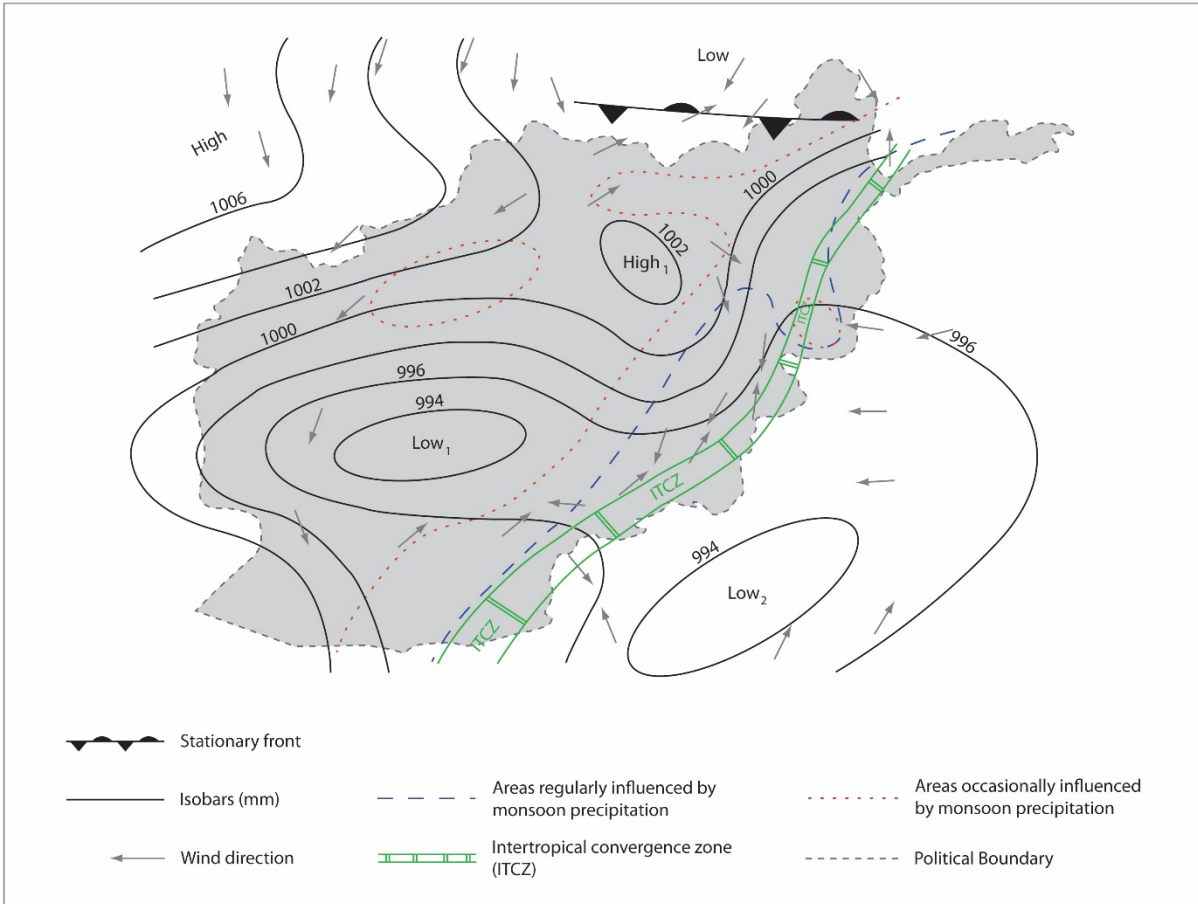 Low
High
1006
1000
1002
High1
1002
1000
ITCZ
996
996
994
Low1
ITCZ
994
Low2
ITCZ
Stationary front
Isobars (mm)
Areas regularly influenced by
monsoon precipitation
Areas occasionally influenced
by monsoon precipitation
Wind direction
Intertropical convergence zone
(ITCZ)
Political Boundary